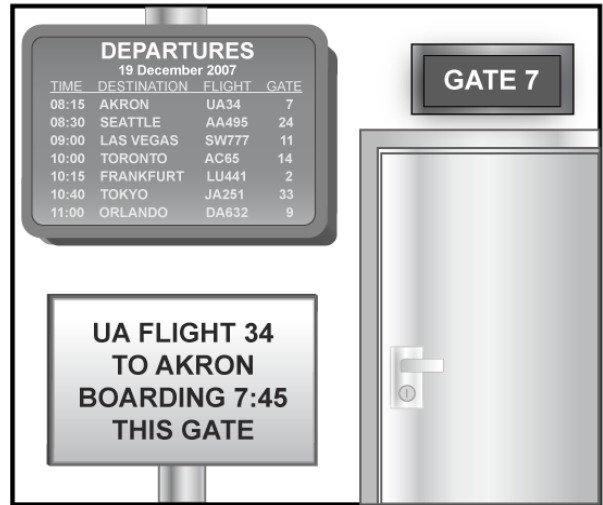 DEPARTURES
19 December 2007
TIME DESTINATION FLIGHT GATE
08:15 AKRON UA34 7
08:30 SEATTLE AA495 24
09:00 LAS VEGAS SW777 11
10:00 TORONTO AC65 14
10:15 FRANKFURT LU441 2
10:40 TOKYO JA251 33
11:00 ORLANDO DA632 9
GATE 7
UA FLIGHT 34
TO AKRON
BOARDING 7:45
THIS GATE